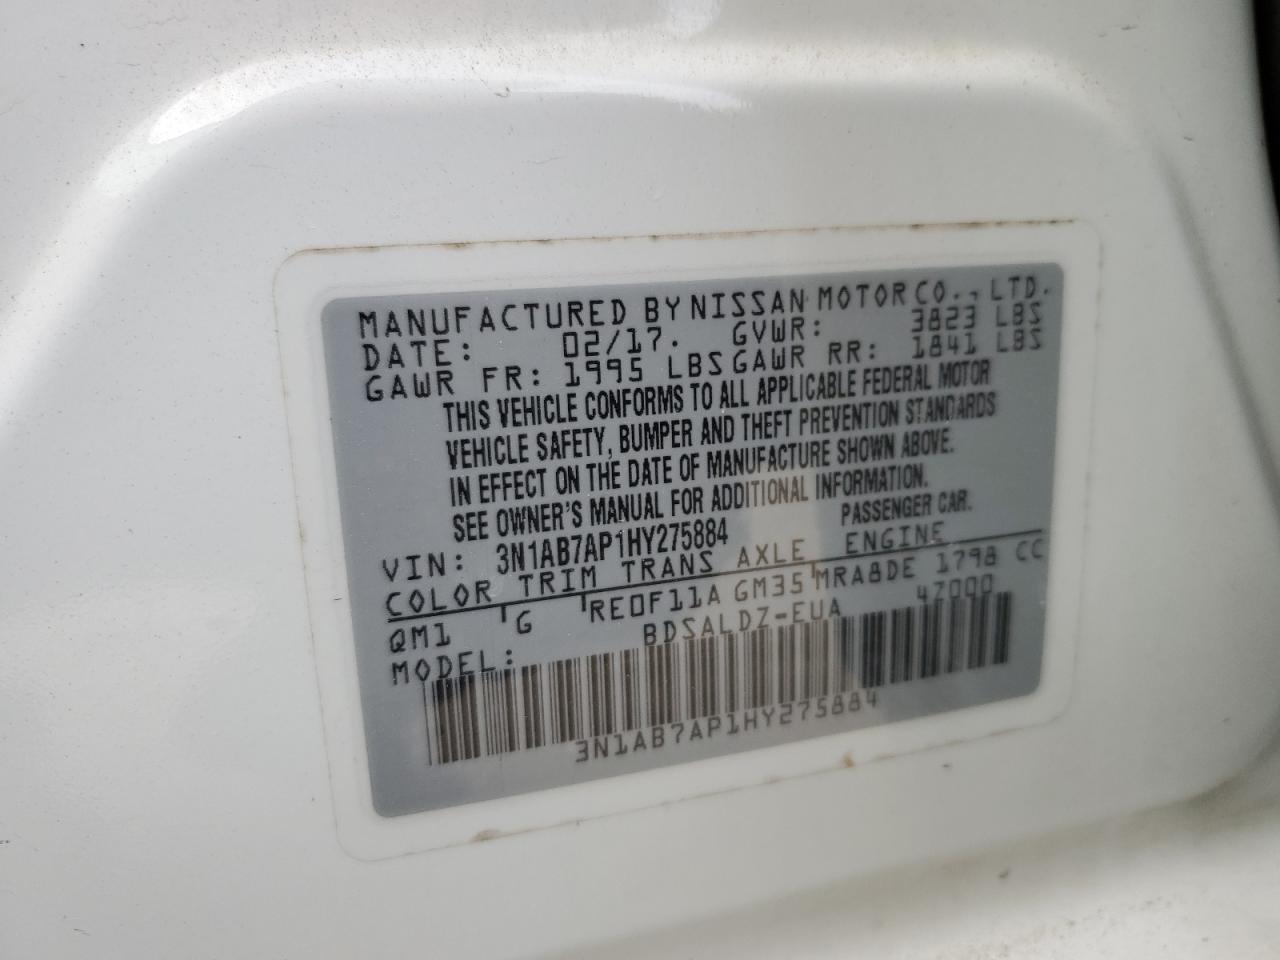 MANUFACTURED BY NISSAN MOTOR CO., LTD.
DATE: 02/17. GVWR: 3823 LBS
GAWR FR: 1995 LBS GAWR RR: 1841 LBS
THIS VEHICLE CONFORMS TO ALL APPLICABLE FEDERAL MOTOR
VEHICLE SAFETY, BUMPER AND THEFT PREVENTION STANDARDS
IN EFFECT ON THE DATE OF MANUFACTURE SHOWN ABOVE.
SEE OWNER'S MANUAL FOR ADDITIONAL INFORMATION.
VIN: 3N1AB7AP1HY275884 PASSENGER CAR.
COLOR TRIM TRANS AXLE ENGINE
QM1 G RE0F11A GM35 MRA8DE 1798 CC
MODEL: BDSALDZ-EUA 47000
3N1AB7AP1HY275884